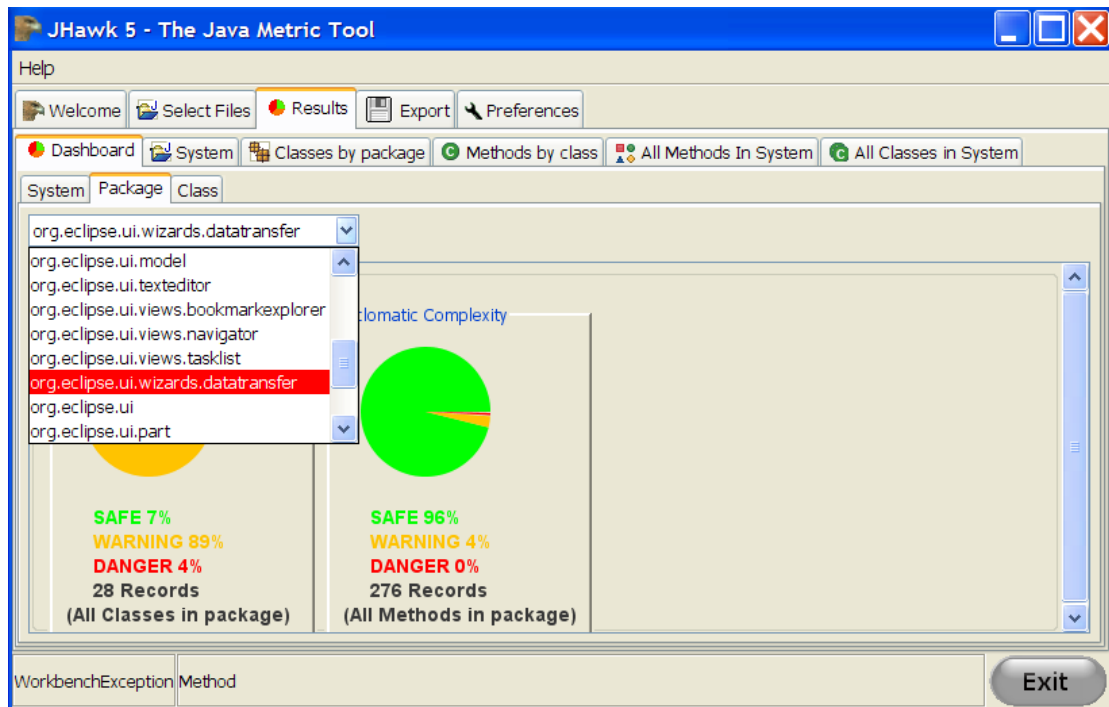 JHawk 5 - The Java Metric Tool
Help
Welcome Select Files Results Export Preferences
Dashboard System Classes by package Methods by class All Methods In System All Classes in System
System Package Class
org.eclipse.ui.wizards.datatransfer
org.eclipse.ui.model
org.eclipse.ui.texteditor
org.eclipse.ui.views.bookmarkexplorer
org.eclipse.ui.views.navigator
org.eclipse.ui.views.tasklist
org.eclipse.ui.wizards.datatransfer
org.eclipse.ui
org.eclipse.ui.part
SAFE 7%
WARNING 89%
DANGER 4%
28 Records
(All Classes in package)
clomatic Complexity
SAFE 96%
WARNING 4%
DANGER 0%
276 Records
(All Methods in package)
WorkbenchException Method
Exit